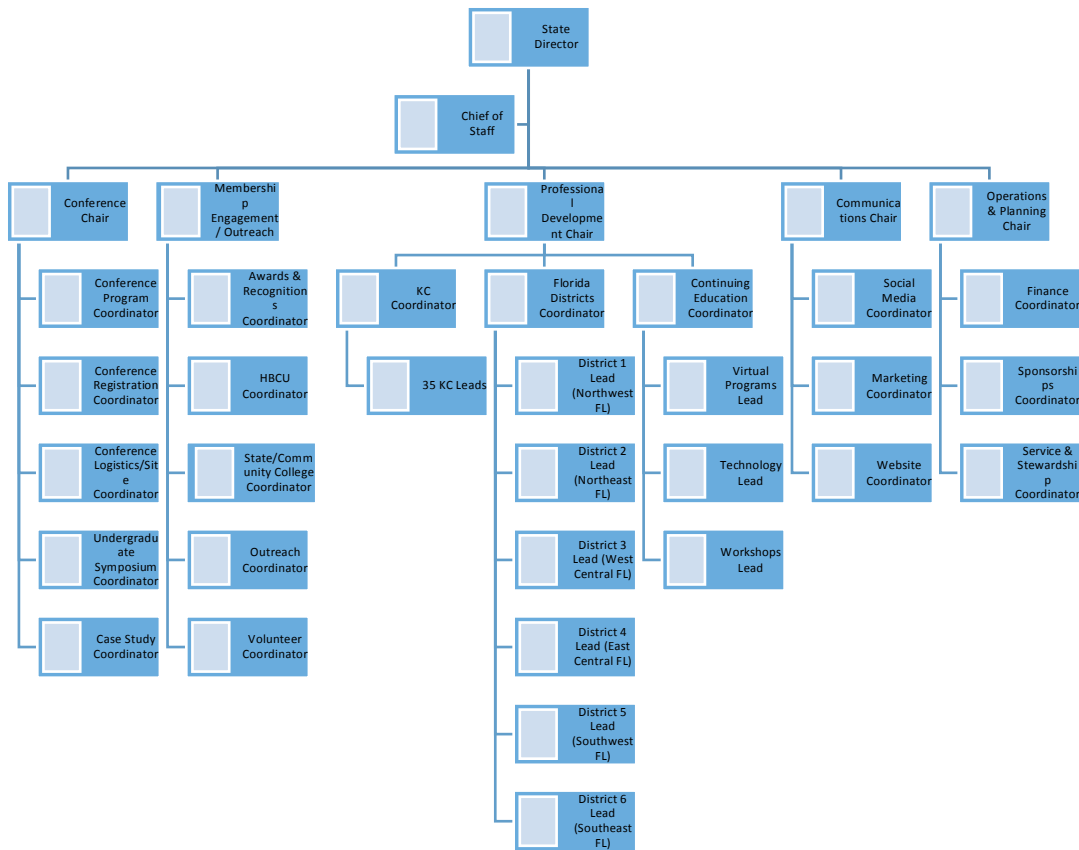 State
Director
Chief of
Staff
Conference
Chair
Membershi
p
Engagement
/ Outreach
Professiona
l
Developme
nt Chair
Communica
tions Chair
Operations
& Planning
Chair
Conference
Program
Coordinator
Conference
Registration
Coordinator
Conference
Logistics/Sit
e
Coordinator
Undergradu
ate
Symposium
Coordinator
Case Study
Coordinator
Awards &
Recognition
s
Coordinator
HBCU
Coordinator
State/Comm
unity College
Coordinator
Outreach
Coordinator
Volunteer
Coordinator
KC
Coordinator
35 KC Leads
Florida
Districts
Coordinator
District 1
Lead
(Northwest
FL)
District 2
Lead
(Northeast
FL)
District 3
Lead (West
Central FL)
District 4
Lead (East
Central FL)
District 5
Lead
(Southwest
FL)
District 6
Lead
(Southeast
FL)
Continuing
Education
Coordinator
Virtual
Programs
Lead
Technology
Lead
Workshops
Lead
Social
Media
Coordinator
Marketing
Coordinator
Website
Coordinator
Finance
Coordinator
Sponsorsh
ips
Coordinator
Service &
Stewardshi
p
Coordinator